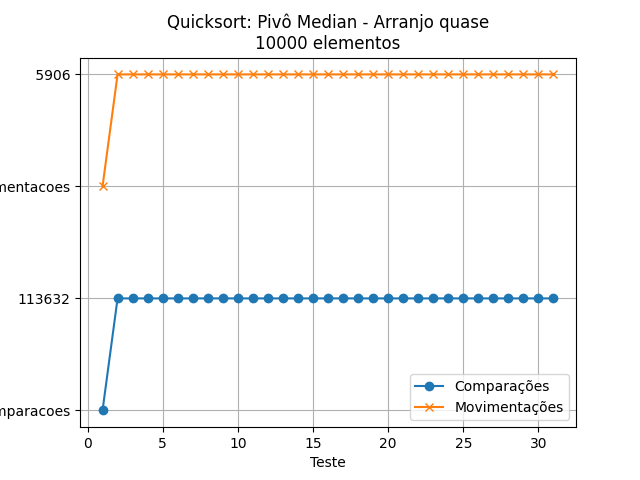 Quicksort: Pivô Median - Arranjo quase
10000 elementos
5906
mentacoes
113632
mparacoes
Comparações
Movimentações
0 5 10 15 20 25 30
Teste